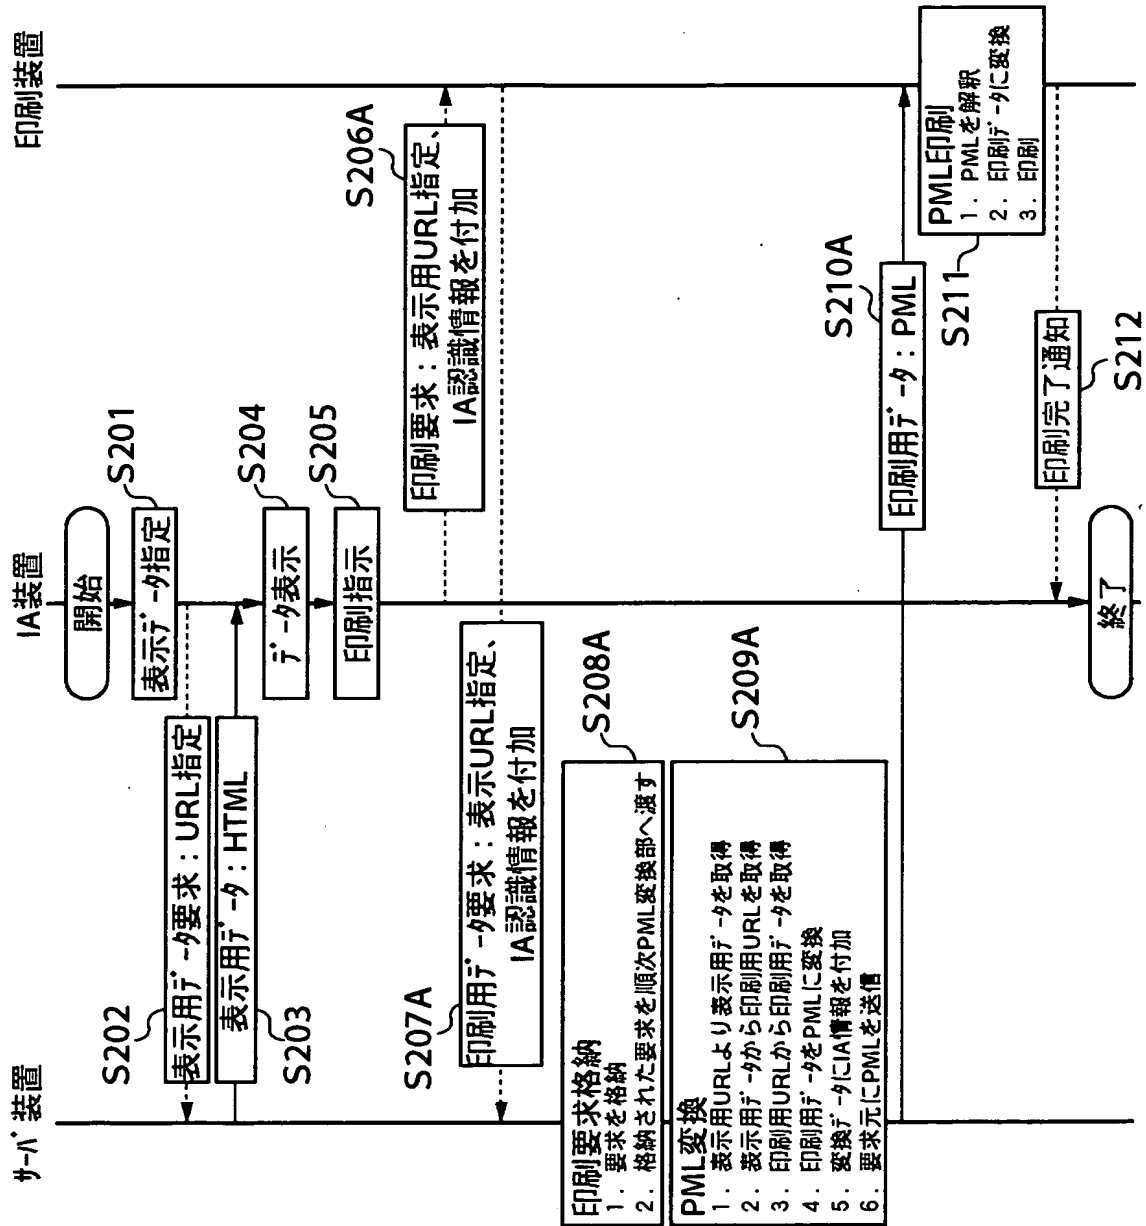 サーバ装置
IA装置
印刷装置
開始
表示データ指定
S201
S202
表示用データ要求：URL指定
表示用データ：HTML
S203
データ表示
S204
印刷指示
S205
S206A
印刷要求：表示用URL指定、
IA認識情報を付加
S207A
印刷用データ要求：表示URL指定、
IA認識情報を付加
S208A
印刷要求格納
1．要求を格納
2．格納された要求を順次PML変換部へ渡す
S209A
PML変換
1．表示用URLより表示用データを取得
2．表示用データから印刷用URLを取得
3．印刷用URLから印刷用データを取得
4．印刷用データをPMLに変換
5．変換データにIA情報を付加
6．要求元にPMLを送信
S210A
印刷用データ：PML
PML印刷
1．PMLを解釈
2．印刷データに変換
3．印刷
S211
印刷完了通知
S212
終了